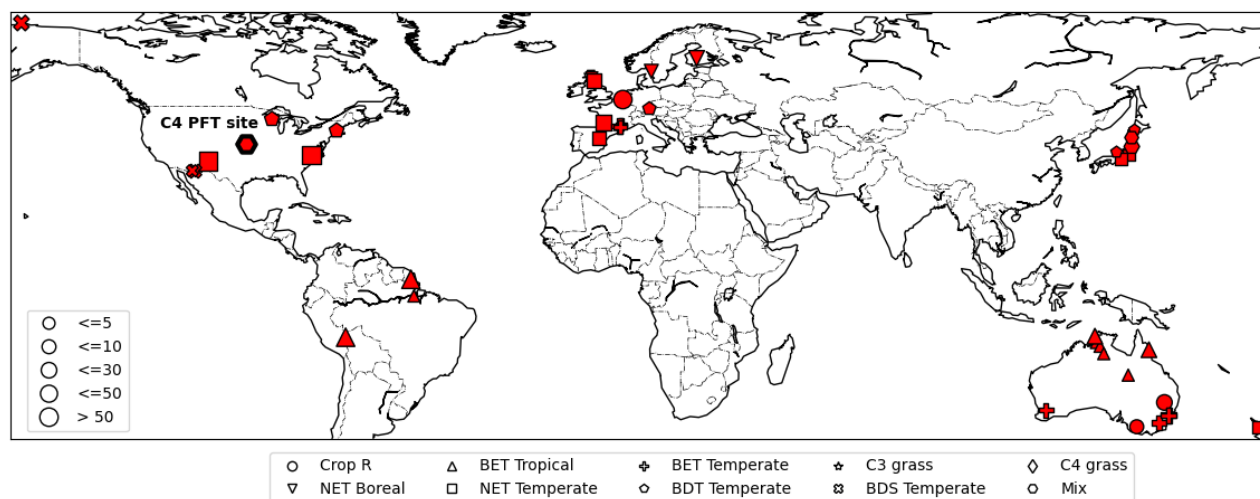 C4 PFT site
<=5
<=10
<=30
<=50
> 50
Crop R BET Tropical BET Temperate C3 grass C4 grass
NET Boreal NET Temperate BDT Temperate BDS Temperate Mix